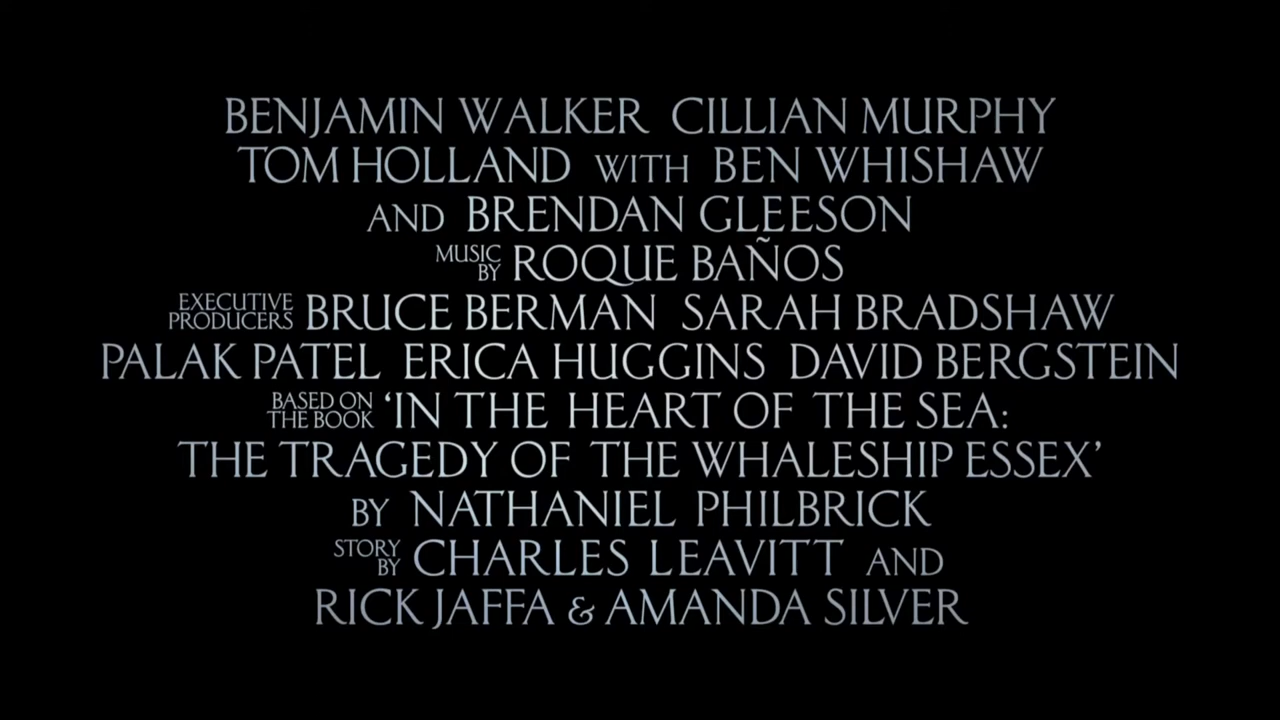 BENJAMIN WALKER CILLIAN MURPHY
TOM HOLLAND WITH BEN WHISHAW
AND BRENDAN GLEESON
MUSIC BY ROQUE BAÑOS
EXECUTIVE PRODUCERS BRUCE BERMAN SARAH BRADSHAW
PALAK PATEL ERICA HUGGINS DAVID BERGSTEIN
BASED ON THE BOOK ‘IN THE HEART OF THE SEA:
THE TRAGEDY OF THE WHALESHIP ESSEX’
BY NATHANIEL PHILBRICK
STORY BY CHARLES LEAVITT AND
RICK JAFFA & AMANDA SILVER